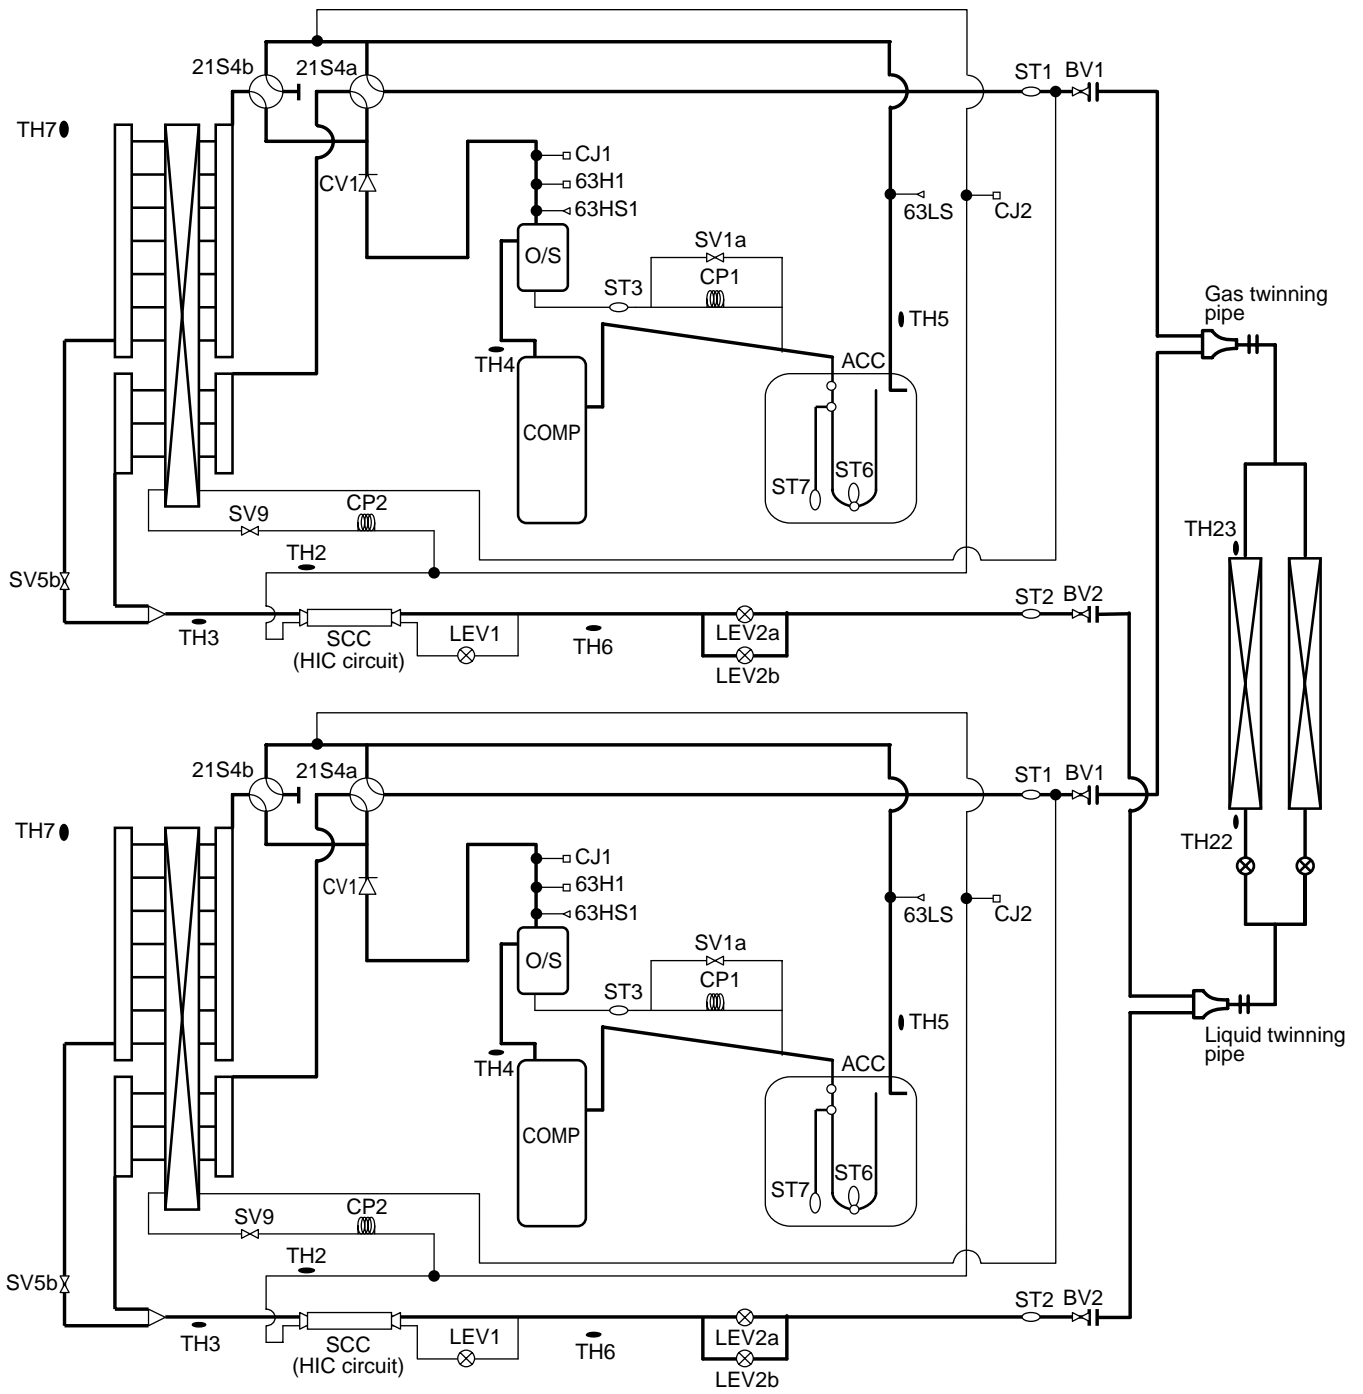 21S4b
21S4a
ST1
BV1
TH7
CJ1
CV1
63H1
63HS1
63LS
CJ2
O/S
SV1a
CP1
ST3
TH5
Gas twinning
pipe
TH4
ACC
COMP
ST6
ST7
CP2
SV9
TH2
TH23
SV5b
ST2
BV2
TH3
SCC
(HIC circuit)
LEV1
TH6
LEV2a
LEV2b
21S4b
21S4a
ST1
BV1
TH7
TH22
CJ1
CV1
63H1
63HS1
63LS
CJ2
O/S
SV1a
CP1
ST3
TH5
Liquid twinning
pipe
TH4
ACC
COMP
ST6
ST7
CP2
SV9
TH2
SV5b
ST2
BV2
TH3
SCC
(HIC circuit)
LEV1
TH6
LEV2a
LEV2b